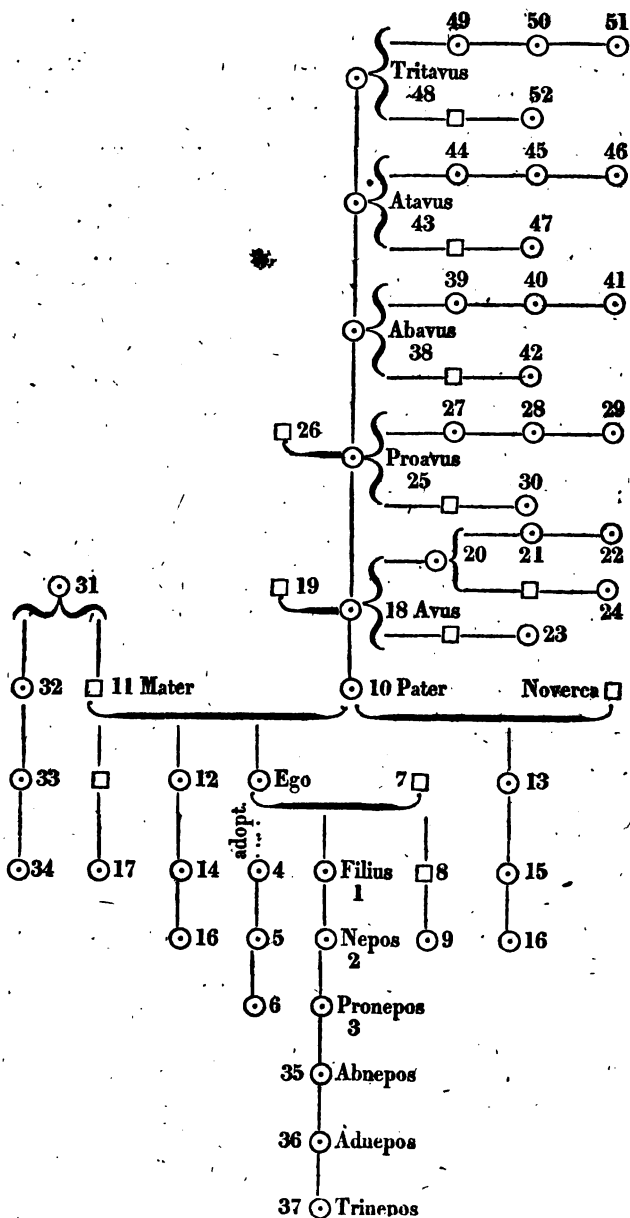 49 50 51
Tritavus
48 52
44 45 46
Atavus
43 47
39 40 41
Abavus
38 42
26 27 28 29
Proavus
25 30
20 21 22
31 19 24
18 Avus 23
32 11 Mater 10 Pater Noverca
33 12 Ego 7 13
adopt.
34 17 14 4 Filius 8 15
1
16 5 Nepos 9 16
2
6 Pronepos
3
35 Abnepos
36 Adnepos
37 Trinepos